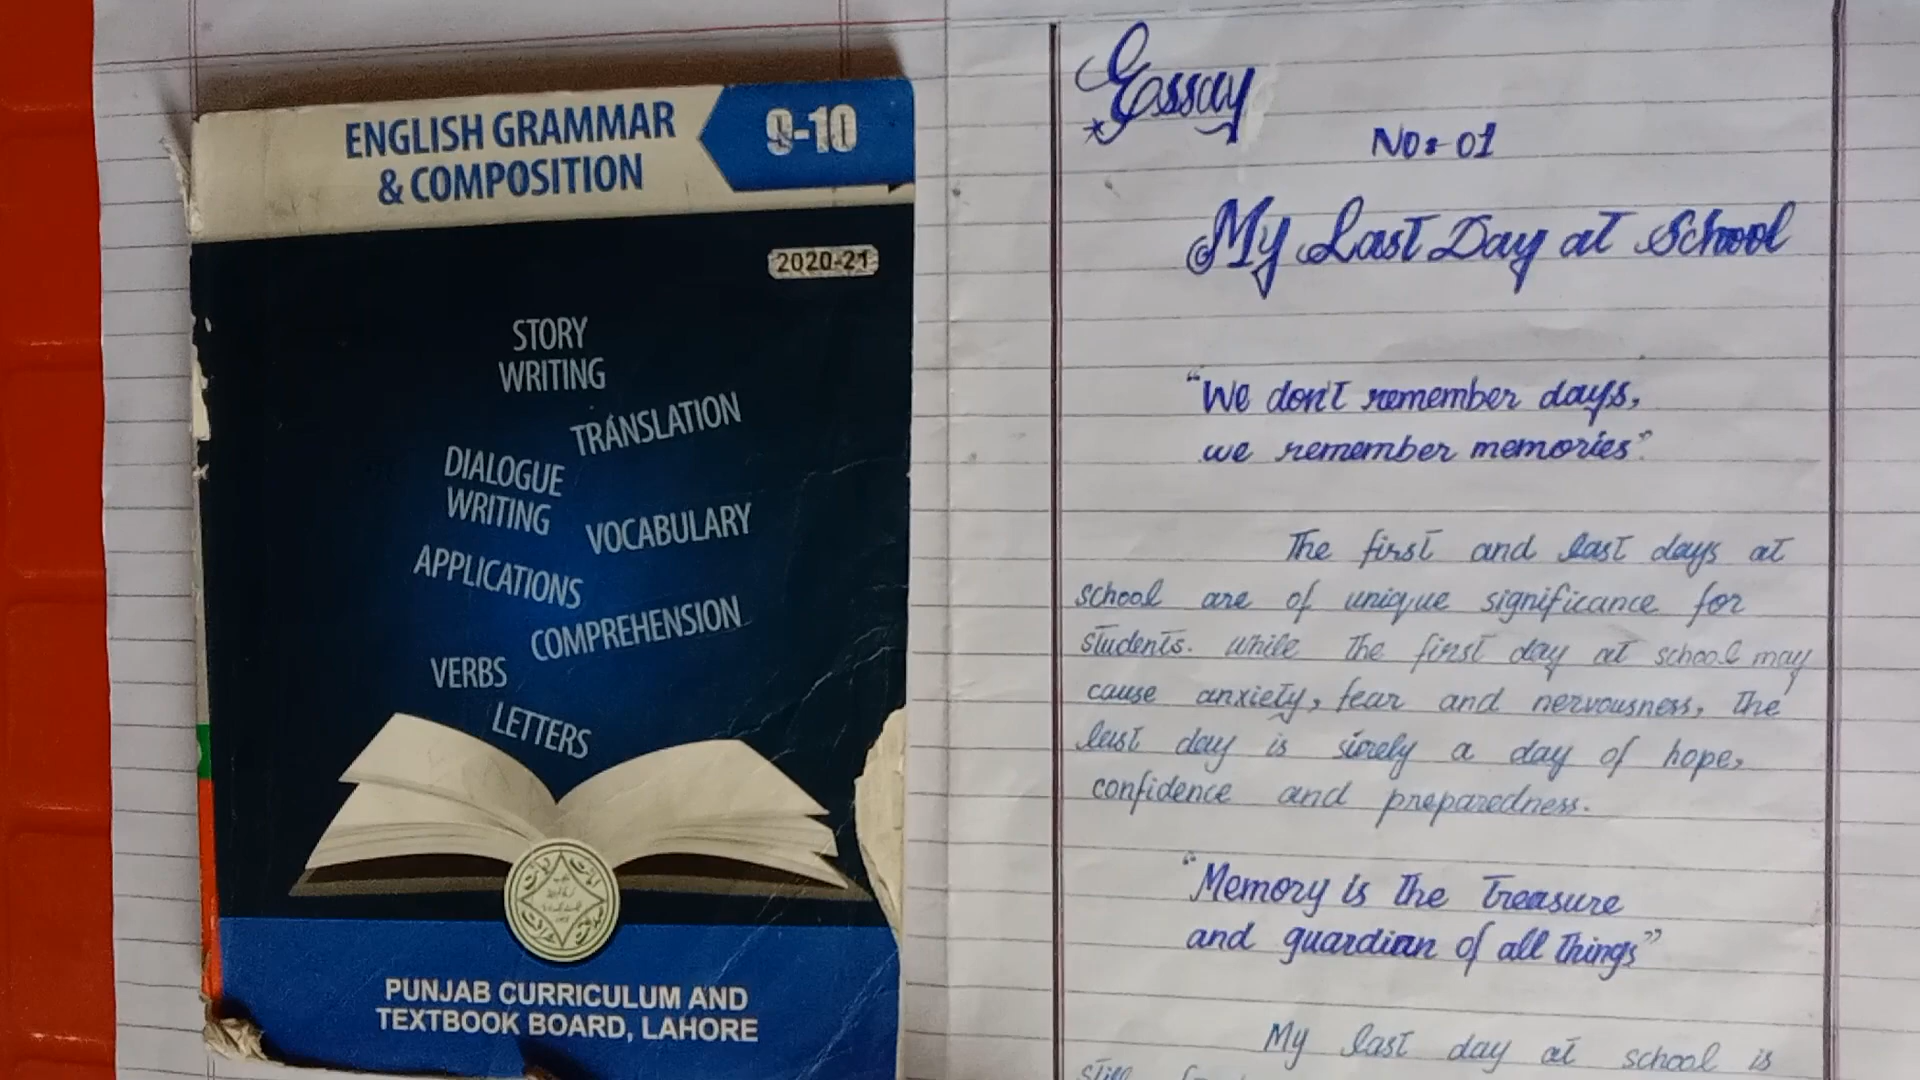 ENGLISH GRAMMAR
& COMPOSITION
9-10
2020-21
STORY
WRITING
TRANSLATION
DIALOGUE
WRITING
VOCABULARY
APPLICATIONS
COMPREHENSION
VERBS
LETTERS
PUNJAB CURRICULUM AND
TEXTBOOK BOARD, LAHORE
Essay
No: 01
My Last Day at School
"We don't remember days,
we remember memories".
The first and last days at
school are of unique significance for
students. While the first day at school may
cause anxiety, fear and nervousness, the
last day is surely a day of hope,
confidence and preparedness.
"Memory is the treasure
and guardian of all things"
My last day at school is
still